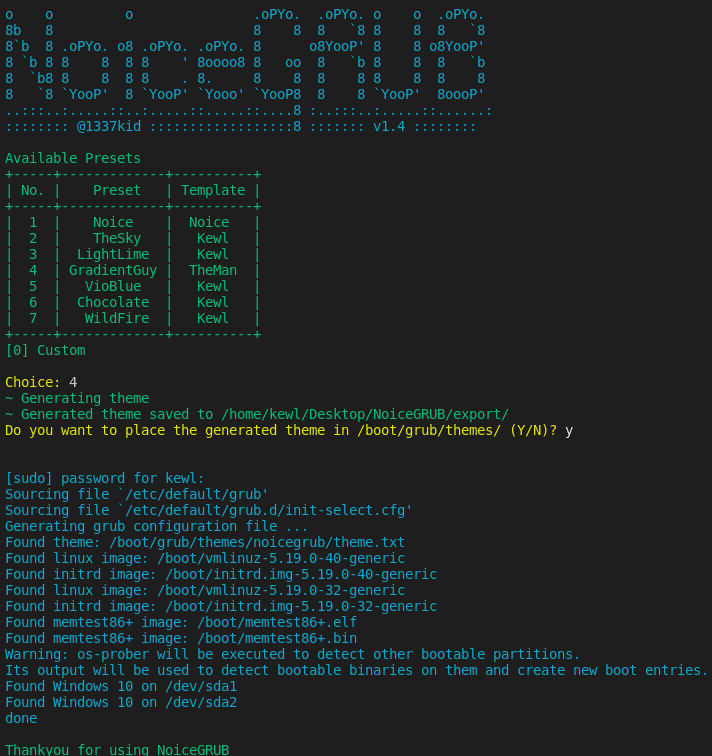 o    o         o               .oPYo.  .oPYo. o    o  .oPYo.
8b   8                         8    8  8   `8 8    8  8   `8
8`b  8 .oPYo. o8 .oPYo. .oPYo. 8      o8YooP' 8    8 o8YooP'
8 `b 8 8    8  8 8    ' 8oooo8 8   oo  8   `b 8    8  8   `b
8  `b8 8    8  8 8    . 8.     8    8  8    8 8    8  8    8
8   `8 `YooP'  8 `YooP' `Yooo' `YooP8  8    8 `YooP'  8oooP'
..:::..:.....::..:.....::.....::....8 :..:::..:.....::......:
:::::::: @1337kid ::::::::::::::::::8 ::::::: v1.4 ::::::::
Available Presets
+-----+-------------+----------+
| No. |    Preset   | Template |
+-----+-------------+----------+
|  1  |    Noice    |  Noice   |
|  2  |    TheSky   |   Kewl   |
|  3  |  LightLime  |   Kewl   |
|  4  | GradientGuy |  TheMan  |
|  5  |   VioBlue   |   Kewl   |
|  6  |  Chocolate  |   Kewl   |
|  7  |   WildFire  |   Kewl   |
+-----+-------------+----------+
[0] Custom
Choice: 4
~ Generating theme
~ Generated theme saved to /home/kewl/Desktop/NoiceGRUB/export/
Do you want to place the generated theme in /boot/grub/themes/ (Y/N)? y
[sudo] password for kewl:
Sourcing file `/etc/default/grub'
Sourcing file `/etc/default/grub.d/init-select.cfg'
Generating grub configuration file ...
Found theme: /boot/grub/themes/noicegrub/theme.txt
Found linux image: /boot/vmlinuz-5.19.0-40-generic
Found initrd image: /boot/initrd.img-5.19.0-40-generic
Found linux image: /boot/vmlinuz-5.19.0-32-generic
Found initrd image: /boot/initrd.img-5.19.0-32-generic
Found memtest86+ image: /boot/memtest86+.elf
Found memtest86+ image: /boot/memtest86+.bin
Warning: os-prober will be executed to detect other bootable partitions.
Its output will be used to detect bootable binaries on them and create new boot entries.
Found Windows 10 on /dev/sda1
Found Windows 10 on /dev/sda2
done
Thankyou for using NoiceGRUB